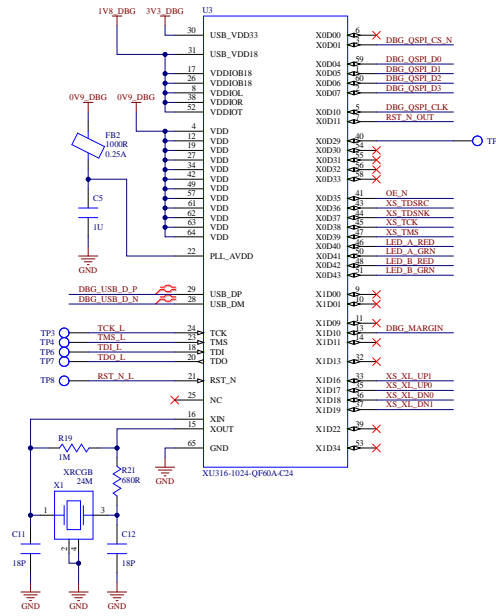 1V8_DBG 3V3_DBG U3
30 USB_VDD33 X0D00 6
X0D01 3 DBG_QSPI_CS_N
31 USB_VDD18
X0D04 59 DBG_QSPI_D0
17 VDDIOB18 X0D05 1 DBG_QSPI_D1
26 VDDIOB18 X0D06 60 DBG_QSPI_D2
8 VDDIOL X0D07 2 DBG_QSPI_D3
38 VDDIOR
52 VDDIOT X0D10 5 DBG_QSPI_CLK
0V9_DBG 0V9_DBG X0D11 7 RST_N_OUT
4 VDD
FB2 12 VDD X0D29 40 TP
1000R 19 VDD X0D30 54
0.25A 27 VDD X0D31 55
34 VDD X0D32 56
42 VDD X0D33 58
49 VDD
C5 57 VDD X0D35 41 OE_N
61 VDD X0D36 43 XS_TDSRC
62 VDD X0D37 44 XS_TDSNK
1U 63 VDD X0D38 45 XS_TCK
64 VDD X0D39 47 XS_TMS
X0D40 46 LED_A_RED
22 PLL_AVDD X0D41 50 LED_A_GRN
GND X0D42 48 LED_B_RED
X0D43 51 LED_B_GRN
DBG_USB_D_P 29 USB_DP X1D00 9
DBG_USB_D_N 28 USB_DM X1D01 10
X1D09 11
TP3 TCK_L 24 TCK X1D10 13 DBG_MARGIN
TP4 TMS_L 23 TMS X1D11 14
TP6 TDI_L 18 TDI
TP7 TDO_L 20 TDO X1D13 32
TP8 RST_N_L 21 RST_N X1D16 33 XS_XL_UP1
X1D17 35 XS_XL_UP0
25 NC X1D18 36 XS_XL_DN0
X1D19 37 XS_XL_DN1
16 XIN
15 XOUT X1D22 39
R19 65 GND X1D34 53
1M
XU316-1024-QF60A-C24
XRCGB R21
24M 680R GND
X1
1 3
C11 2 4 C12
18P 18P
GND GND GND